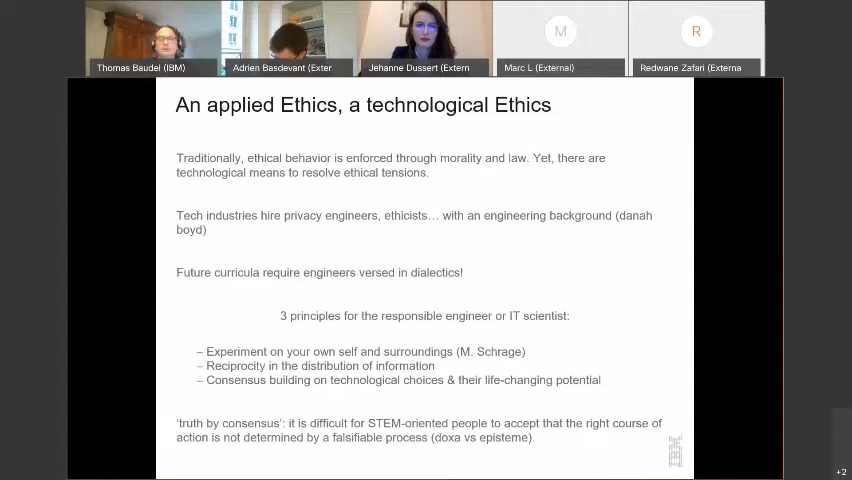 M
R
Thomas Baudel (IBM)
Adrien Basdevant (Exter
Jehanne Dussert (Extern
Marc L (External)
Redwane Zafari (Externa
An applied Ethics, a technological Ethics
Traditionally, ethical behavior is enforced through morality and law. Yet, there are
technological means to resolve ethical tensions.
Tech industries hire privacy engineers, ethicists… with an engineering background (danah
boyd)
Future curricula require engineers versed in dialectics!
3 principles for the responsible engineer or IT scientist:
– Experiment on your own self and surroundings (M. Schrage)
– Reciprocity in the distribution of information
– Consensus building on technological choices & their life-changing potential
‘truth by consensus’: it is difficult for STEM-oriented people to accept that the right course of
action is not determined by a falsifiable process (doxa vs episteme).
IBM
+2